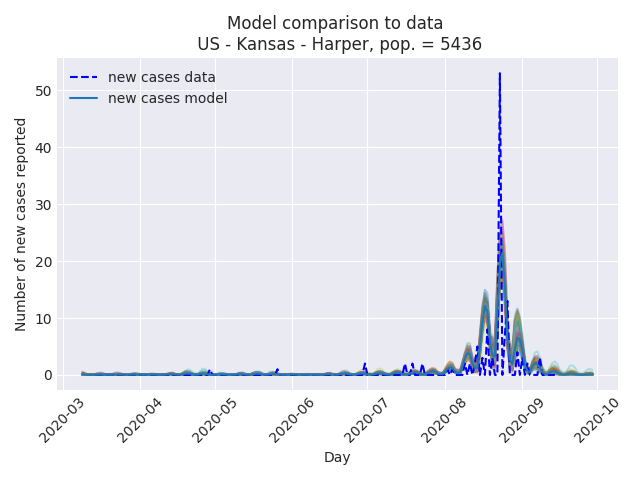 Model comparison to data
US - Kansas - Harper, pop. = 5436
new cases data
new cases model
Number of new cases reported
50
40
30
20
10
0
2020-03
2020-04
2020-05
2020-06
2020-07
2020-08
2020-09
2020-10
Day